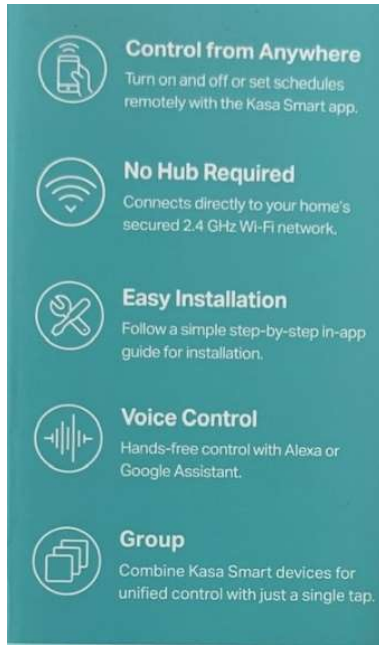 Control from Anywhere
Turn on and off or set schedules
remotely with the Kasa Smart app.
No Hub Required
Connects directly to your home's
secured 2.4 GHz Wi-Fi network.
Easy Installation
Follow a simple step-by-step in-app
guide for installation.
Voice Control
Hands-free control with Alexa or
Google Assistant.
Group
Combine Kasa Smart devices for
unified control with just a single tap.